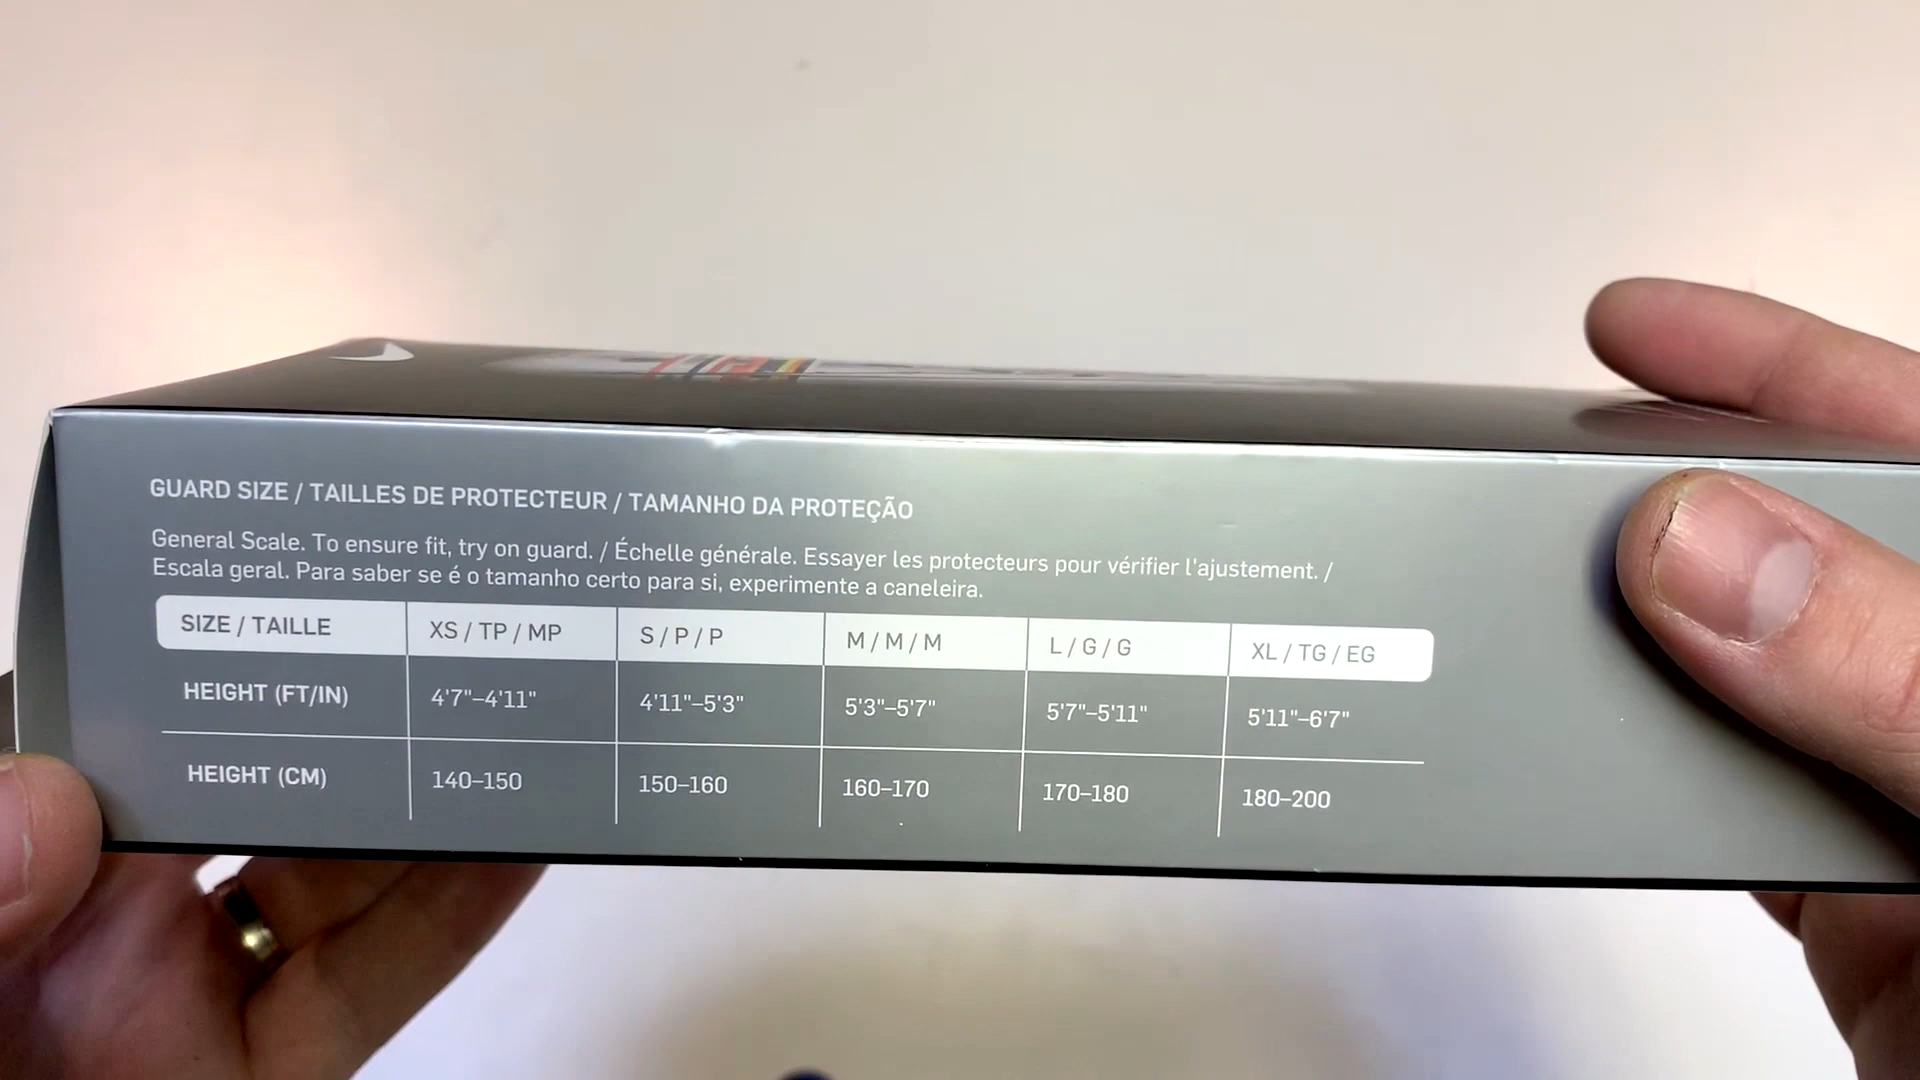 GUARD SIZE / TAILLES DE PROTECTEUR / TAMANHO DA PROTEÇÃO
General Scale. To ensure fit, try on guard. / Échelle générale. Essayer les protecteurs pour vérifier l'ajustement. /
Escala geral. Para saber se é o tamanho certo para si, experimente a caneleira.
SIZE / TAILLE XS / TP / MP S / P / P M / M / M L / G / G XL / TG / EG
HEIGHT (FT/IN) 4'7"–4'11" 4'11"–5'3" 5'3"–5'7" 5'7"–5'11" 5'11"–6'7"
HEIGHT (CM) 140–150 150–160 160–170 170–180 180–200